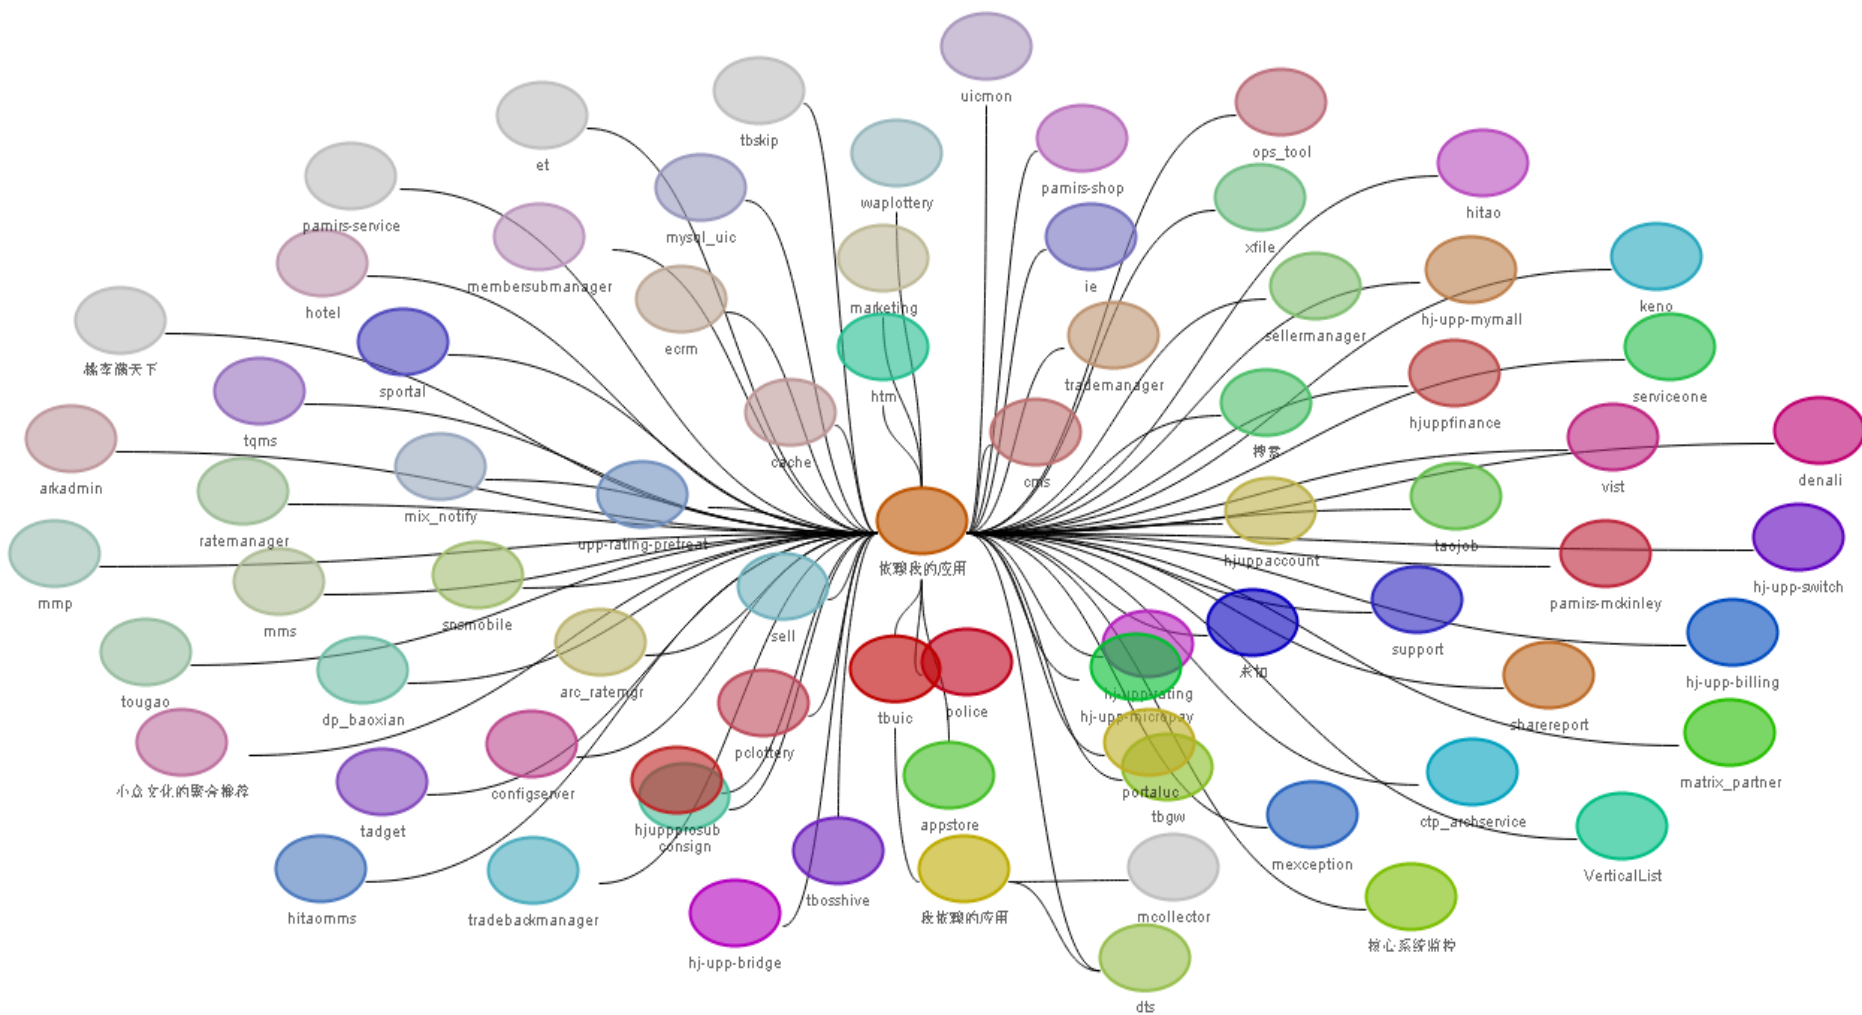 uicmon
tbskip
ops_tool
et
pamirs-shop
waplottery
hitao
pamirs-service
mysql_uic
xfile
membersubmanager
ie
hotel
marketing
sellermanager
hj-upp-mymall
keno
ecrm
桃李满天下
sportal
htm
trademanager
serviceone
tqms
hjuppfinance
cache
搜索
cms
vist
denali
arkadmin
mix_notify
ratemanager
upp-rating-pretreat
taojob
hjuppaccount
依赖我的应用
hj-upp-switch
mmp
mms
snsmobile
sell
pamirs-mckinley
support
未知
hj-upp-billing
tougao
dp_baoxian
arc_ratemgr
hj-upp-rating
tbuic
police
hj-upp-micropay
sharereport
pclottery
小众文化的聚合推荐
configserver
matrix_partner
portaluc
tbgw
tadget
appstore
ctp_archservice
hjuppprosub
consign
mexception
VerticalList
hitaomms
tradebackmanager
tbosshive
我依赖的应用
mcollector
核心系统监控
hj-upp-bridge
dts